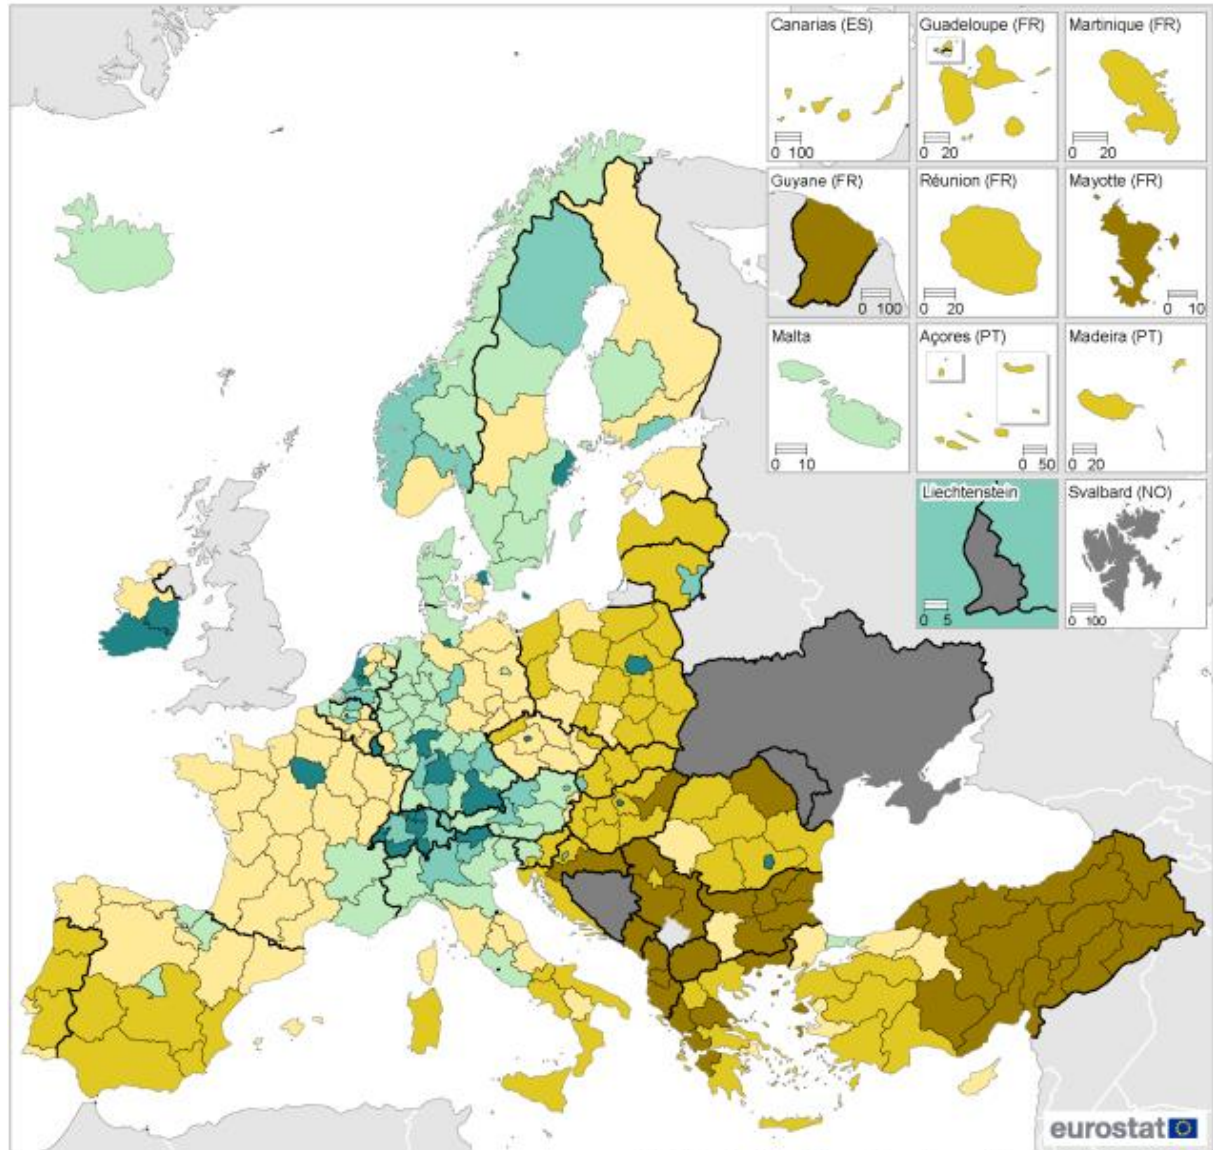 Canarias (ES)
0 100
Guadeloupe (FR)
0 20
Martinique (FR)
0 20
Guyane (FR)
0 100
Réunion (FR)
0 20
Mayotte (FR)
0 10
Malta
0 10
Açores (PT)
0 50
Madeira (PT)
0 20
Liechtenstein
0 5
Svalbard (NO)
0 100
eurostat